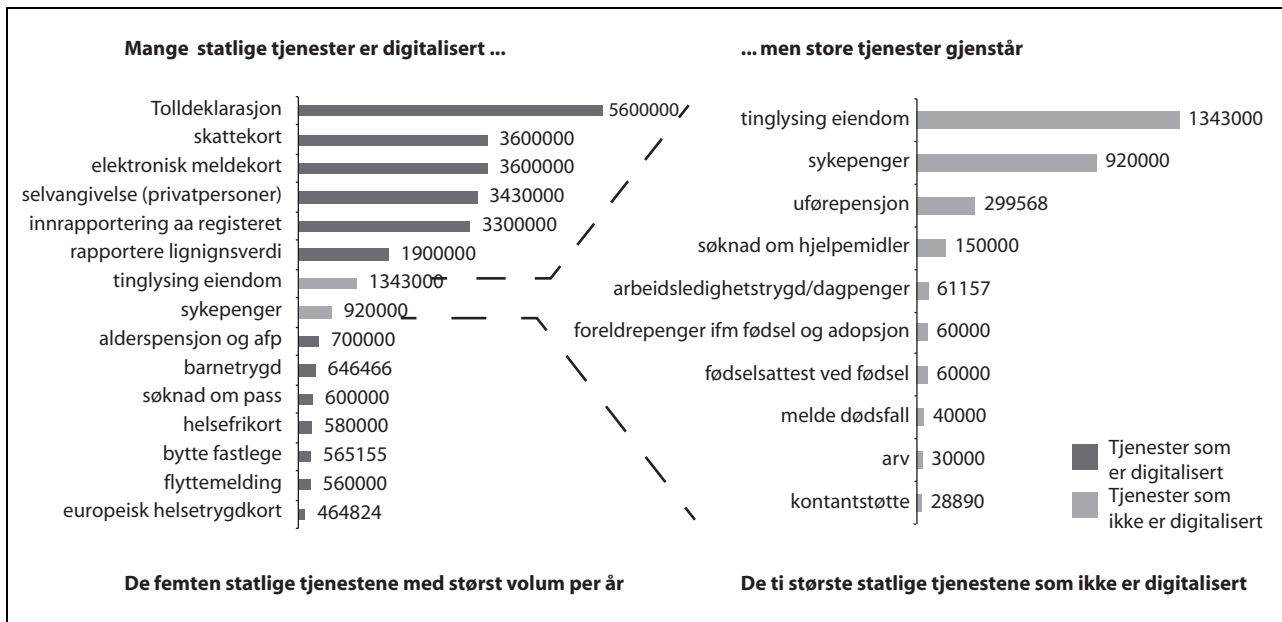 Mange statlige tjenester er digitalisert ...
Tolldeklarasjon 5600000
skattekort 3600000
elektronisk meldekort 3600000
selvangivelse (privatpersoner) 3430000
innrapportering aa registeret 3300000
rapportere lignignsverdi 1900000
tinglysing eiendom 1343000
sykepenger 920000
alderspensjon og afp 700000
barnetrygd 646466
søknad om pass 600000
helsefrikort 580000
bytte fastlege 565155
flyttemelding 560000
europeisk helsetrygdkort 464824
De femten statlige tjenestene med størst volum per år
... men store tjenester gjenstår
tinglysing eiendom 1343000
sykepenger 920000
uførepensjon 299568
søknad om hjelpemidler 150000
arbeidsledighetstrygd/dagpenger 61157
foreldrepenger ifm fødsel og adopsjon 60000
fødselsattest ved fødsel 60000
melde dødsfall 40000
arv 30000
kontantstøtte 28890
Tjenester som
er digitalisert
Tjenester som
ikke er digitalisert
De ti største statlige tjenestene som ikke er digitalisert